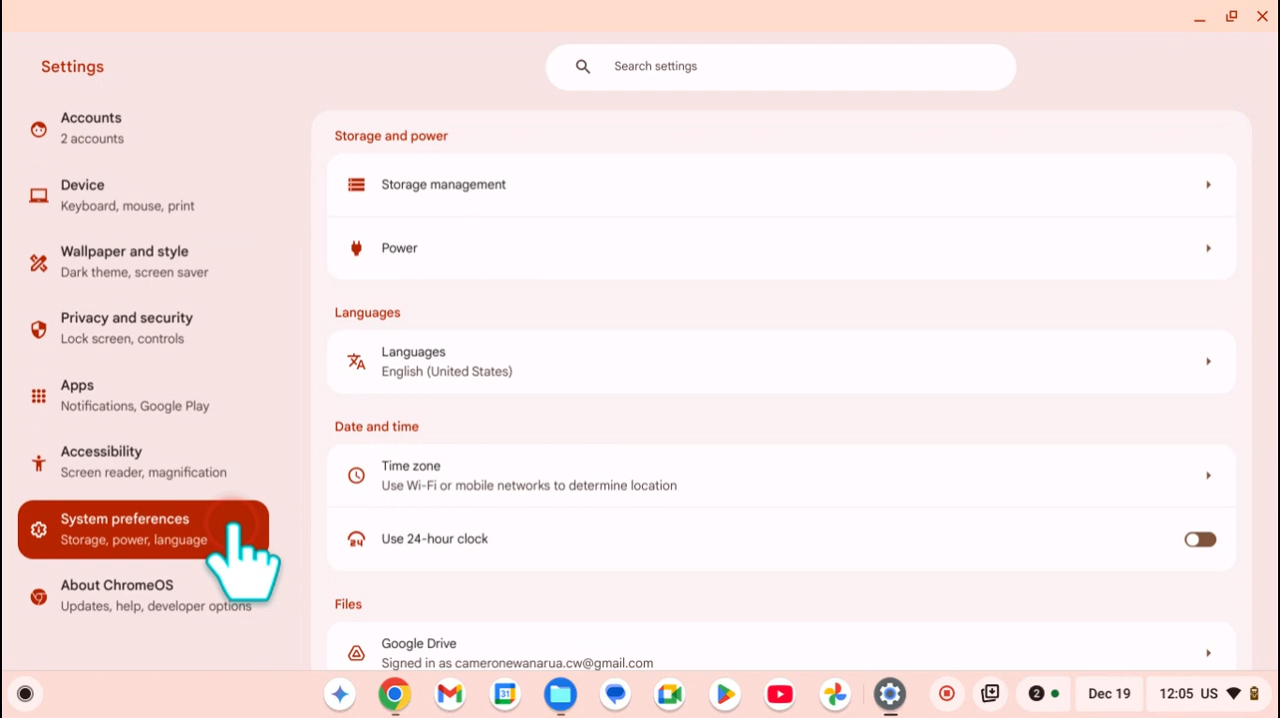 Settings
Search settings
Accounts
2 accounts
Device
Keyboard, mouse, print
Wallpaper and style
Dark theme, screen saver
Privacy and security
Lock screen, controls
Apps
Notifications, Google Play
Accessibility
Screen reader, magnification
System preferences
Storage, power, language
About ChromeOS
Updates, help, developer options
Storage and power
Storage management
Power
Languages
Languages
English (United States)
Date and time
Time zone
Use Wi-Fi or mobile networks to determine location
24
Use 24-hour clock
Files
Google Drive
Signed in as cameronewanarua.cw@gmail.com
31
2
Dec 19
12:05 US